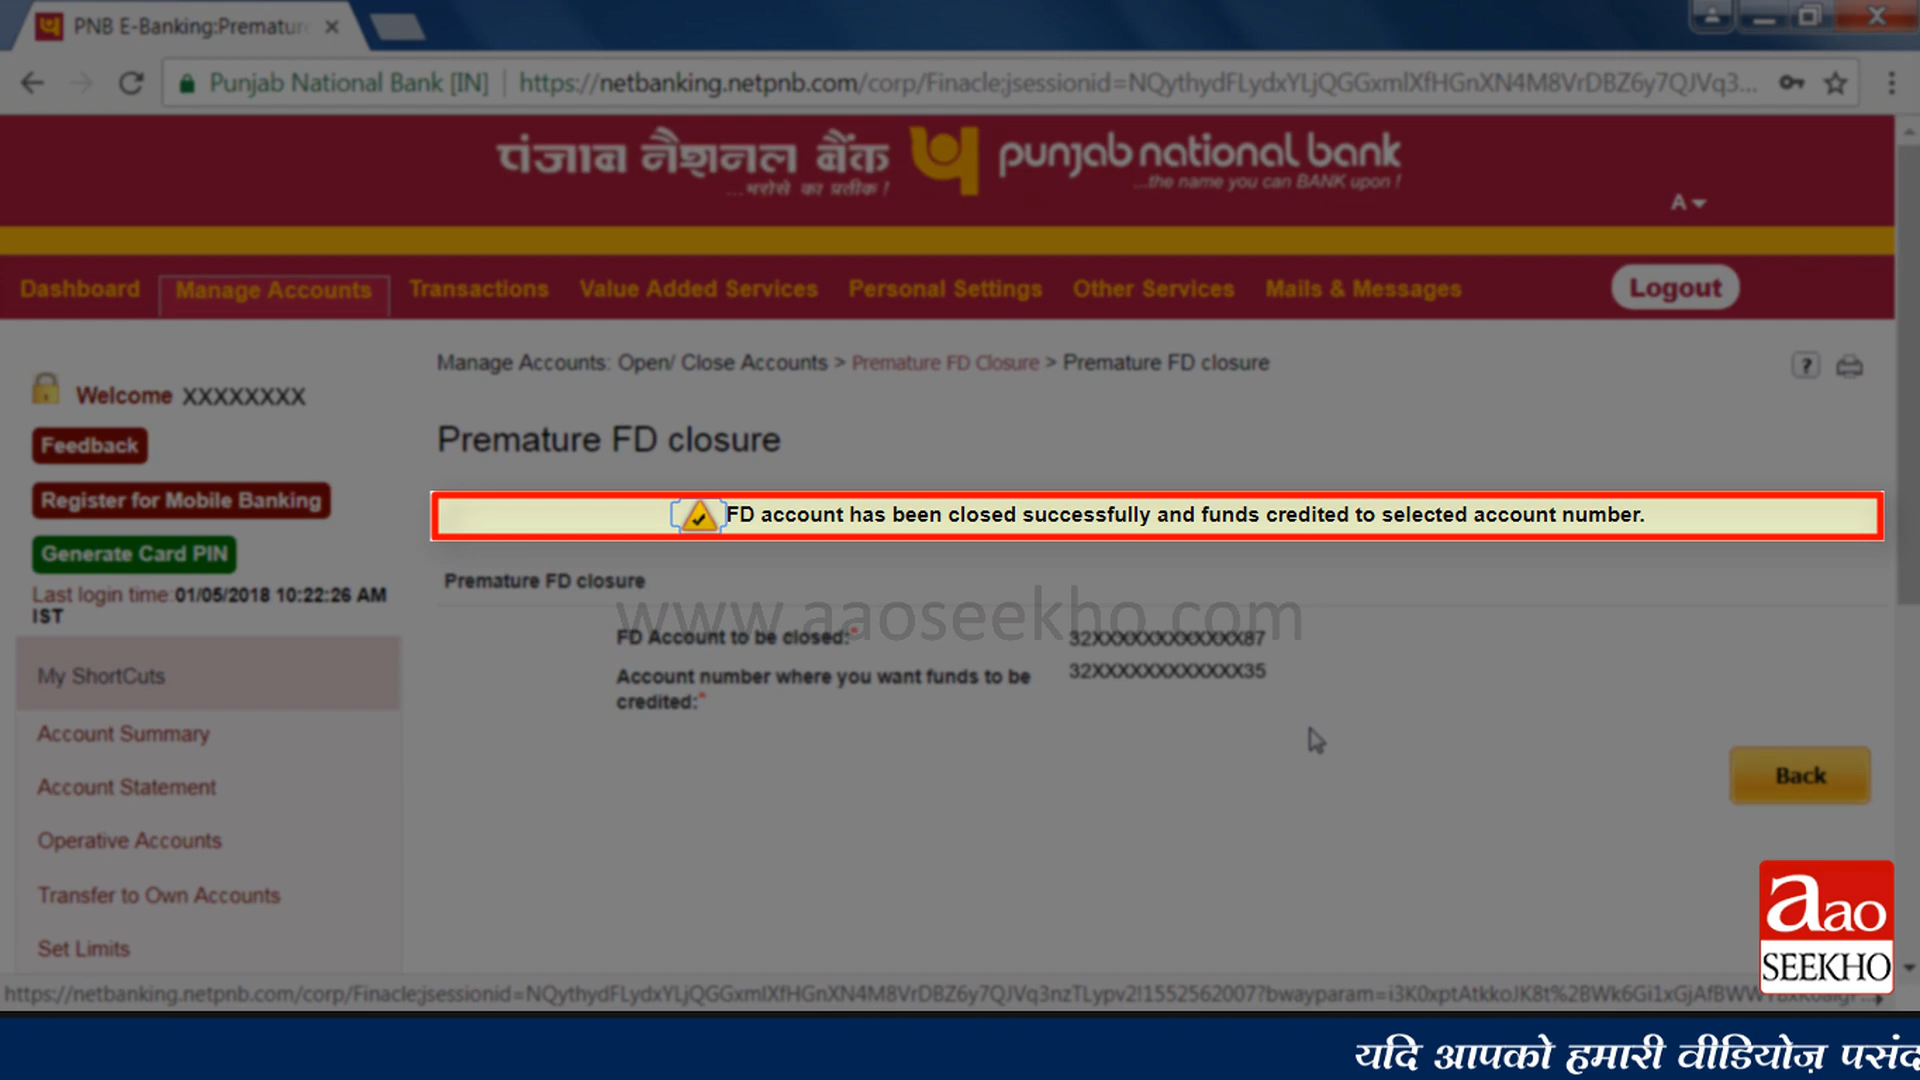 PNB E-Banking:Premature
Punjab National Bank [IN] | https://netbanking.netpnb.com/corp/Finacle;jsessionid=NQythydFLydxYLjQGGxmlXfHGnXN4M8VrDBZ6y7QJVq3...
पंजाब नैशनल बैंक
...भरोसे का प्रतीक !
punjab national bank
...the name you can BANK upon !
A
Dashboard Manage Accounts Transactions Value Added Services Personal Settings Other Services Mails & Messages Logout
Manage Accounts: Open/ Close Accounts > Premature FD Closure > Premature FD closure
?
Welcome XXXXXXXX
Feedback
Register for Mobile Banking
Generate Card PIN
Last login time:01/05/2018 10:22:26 AM
IST
My ShortCuts
Account Summary
Account Statement
Operative Accounts
Transfer to Own Accounts
Set Limits
Premature FD closure
FD account has been closed successfully and funds credited to selected account number.
Premature FD closure
www.aaoseekho.com
FD Account to be closed:* 32XXXXXXXXXXXX87
Account number where you want funds to be
credited:* 32XXXXXXXXXXXX35
Back
aao
SEEKHO
https://netbanking.netpnb.com/corp/Finacle;jsessionid=NQythydFLydxYLjQGGxmlXfHGnXN4M8VrDBZ6y7QJVq3nzTLypv2!1552562007?bwayparam=i3K0xptAtkkoJK8t%2BWk6Gi1xGjAfBWW
यदि आपको हमारी वीडियोज़ पसंद